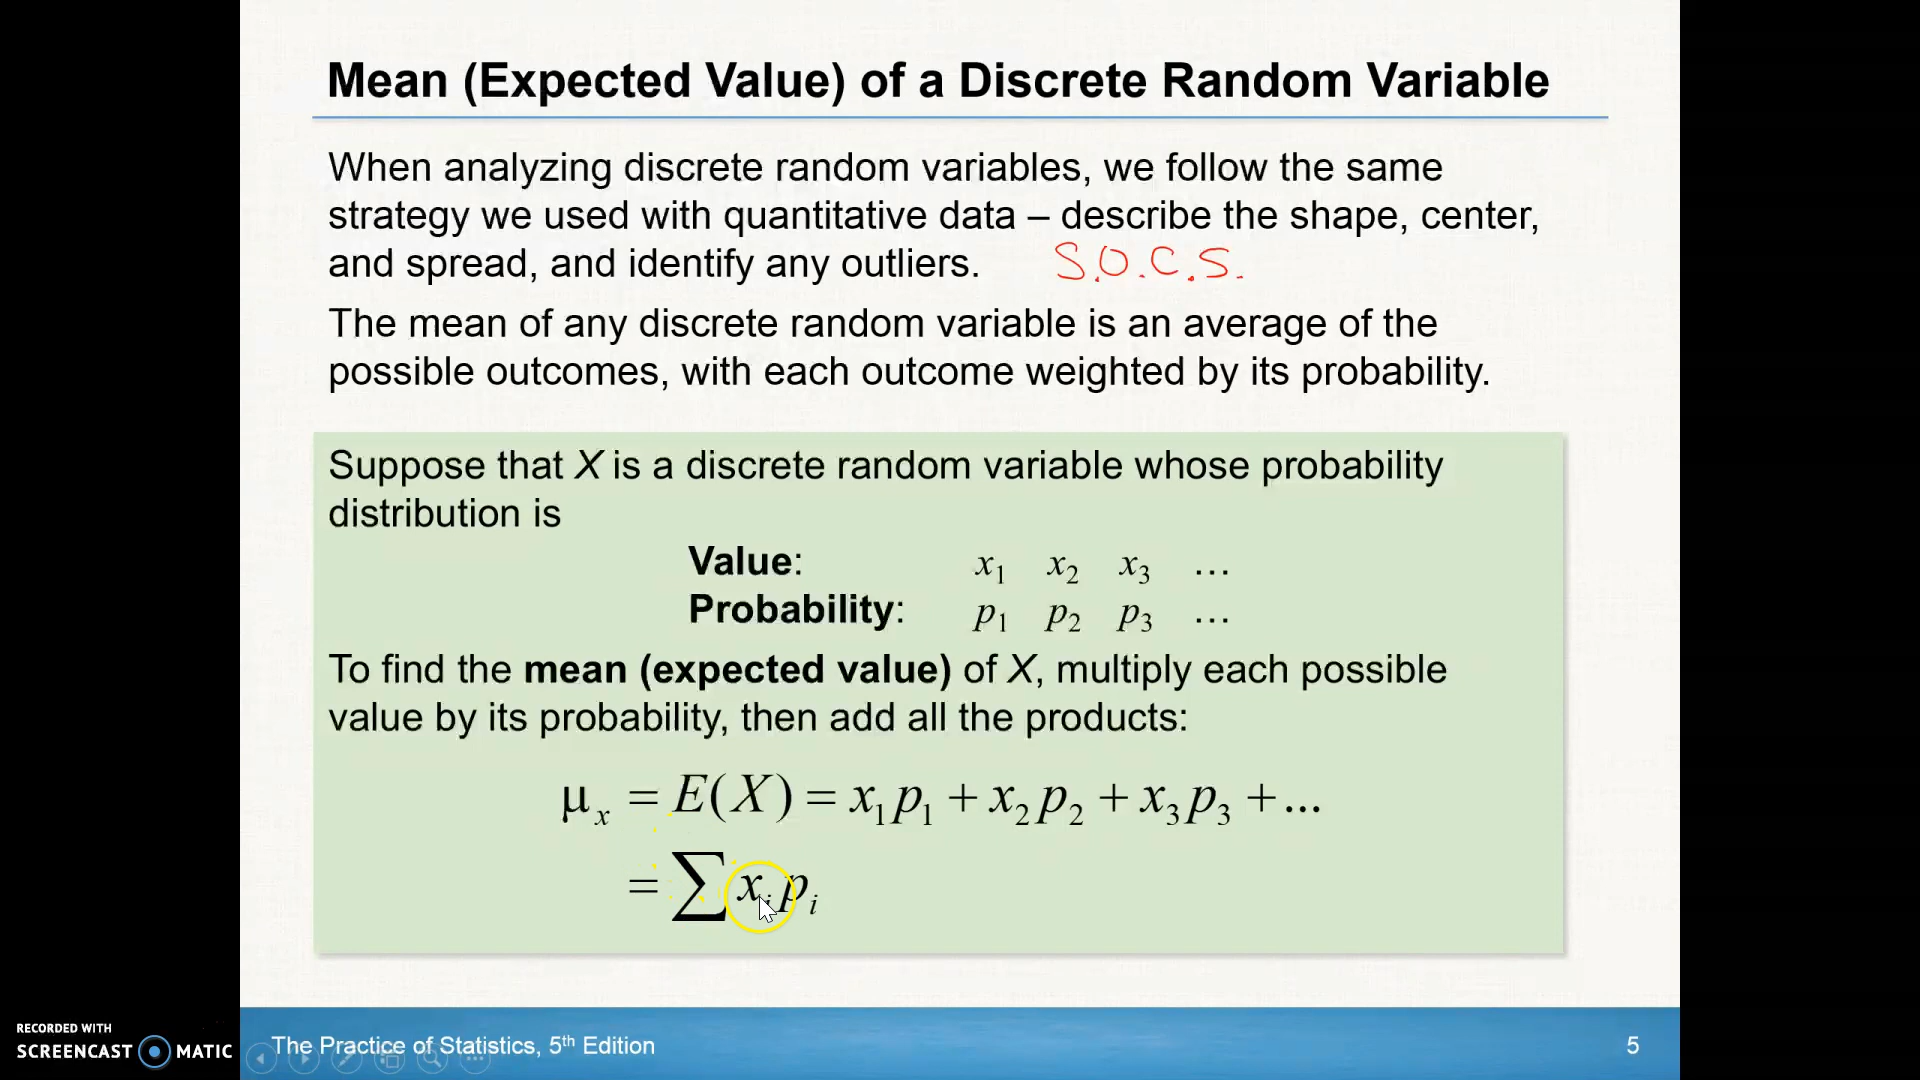 Mean (Expected Value) of a Discrete Random Variable
When analyzing discrete random variables, we follow the same
strategy we used with quantitative data – describe the shape, center,
and spread, and identify any outliers. S.O.C.S.
The mean of any discrete random variable is an average of the
possible outcomes, with each outcome weighted by its probability.
Suppose that X is a discrete random variable whose probability
distribution is
Value: x₁ x₂ x₃ …
Probability: p₁ p₂ p₃ …
To find the mean (expected value) of X, multiply each possible
value by its probability, then add all the products:
μₓ = E(X) = x₁p₁ + x₂p₂ + x₃p₃ + ...
= ∑ xᵢpᵢ
RECORDED WITH
SCREENCAST MATIC
The Practice of Statistics, 5th Edition 5